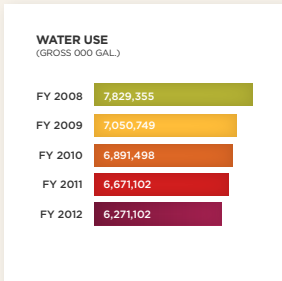 WATER USE
(GROSS 000 GAL.)
FY 2008 7,829,355
FY 2009 7,050,749
FY 2010 6,891,498
FY 2011 6,671,102
FY 2012 6,271,102